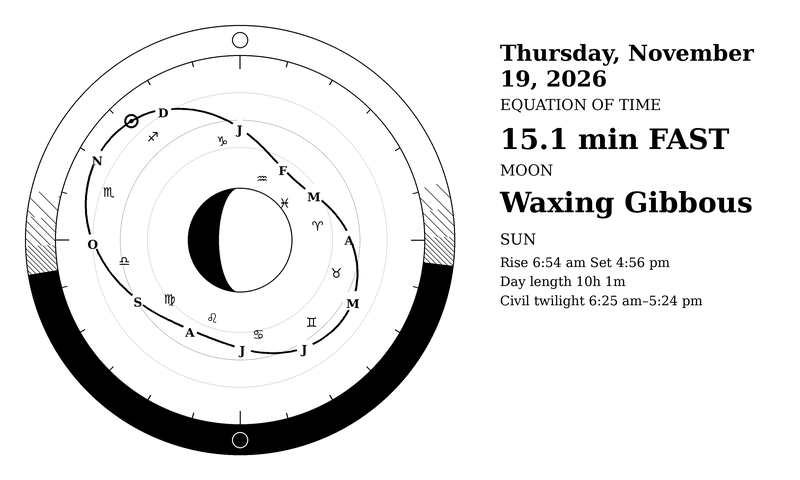 D
J
N
F
M
A
O
M
S
A
J
J
♐
♑
♒
♓
♏
♈
♎
♉
♍
♌
♋
♊
Thursday, November
19, 2026
EQUATION OF TIME
15.1 min FAST
MOON
Waxing Gibbous
SUN
Rise 6:54 am Set 4:56 pm
Day length 10h 1m
Civil twilight 6:25 am–5:24 pm